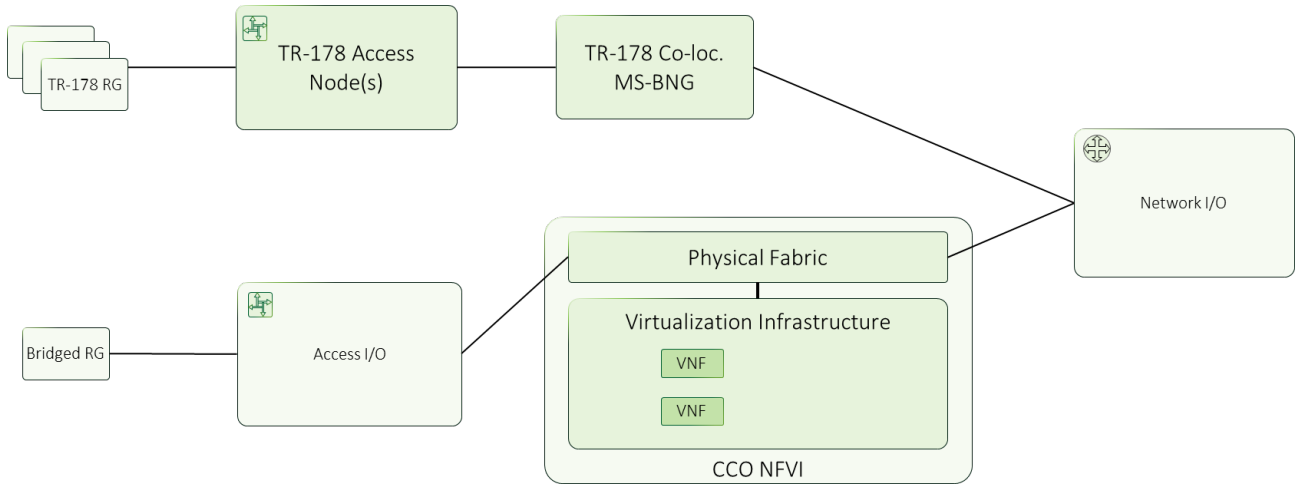 TR-178 RG
TR-178 Access
Node(s)
TR-178 Co-loc.
MS-BNG
Network I/O
Physical Fabric
Virtualization Infrastructure
Bridged RG
Access I/O
VNF
VNF
CCO NFVI